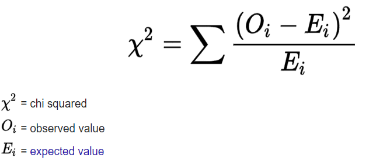 χ² = ∑ (Oᵢ − Eᵢ)² / Eᵢ
χ² = chi squared
Oᵢ = observed value
Eᵢ = expected value